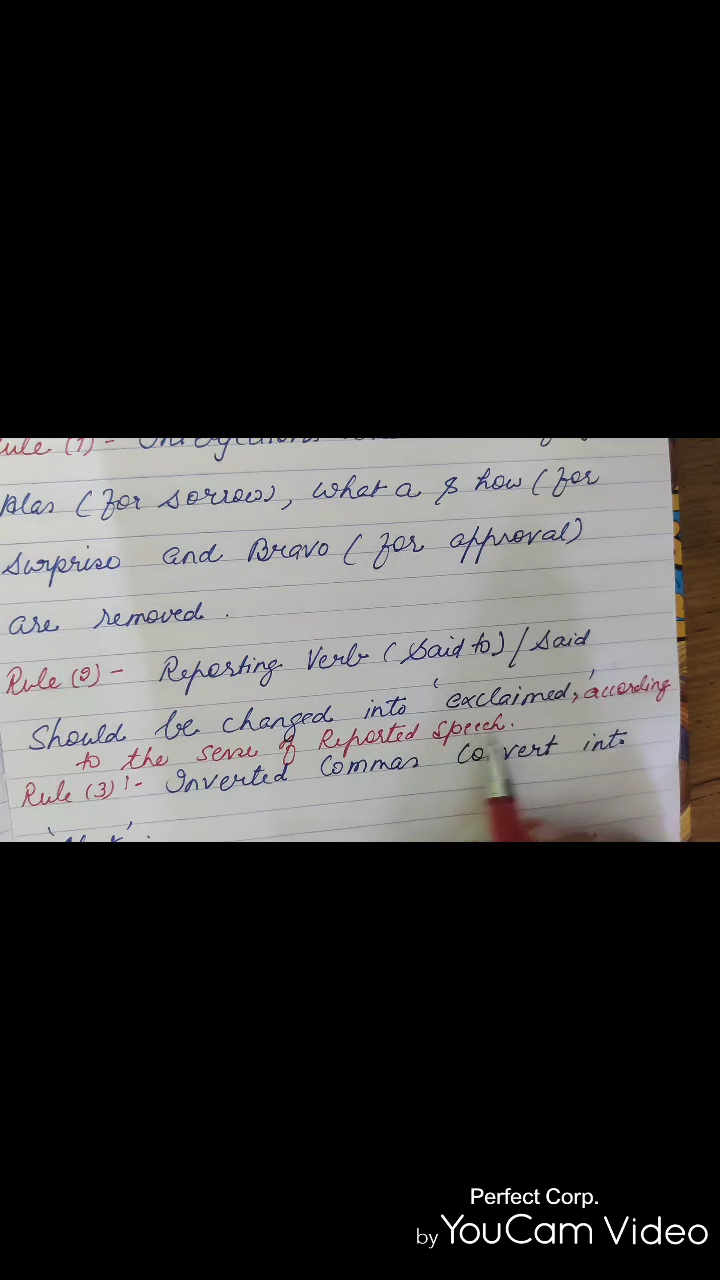 Rule (1) -
Alas (for sorrow), what a & how (for
surprise and Bravo (for approval)
are removed.
Rule (2) - Reporting Verb (Said to) / Said
Should be changed into 'exclaimed,' according
to the sense of Reported speech.
Rule (3) :- Inverted Commas Convert into
Perfect Corp.
by YouCam Video